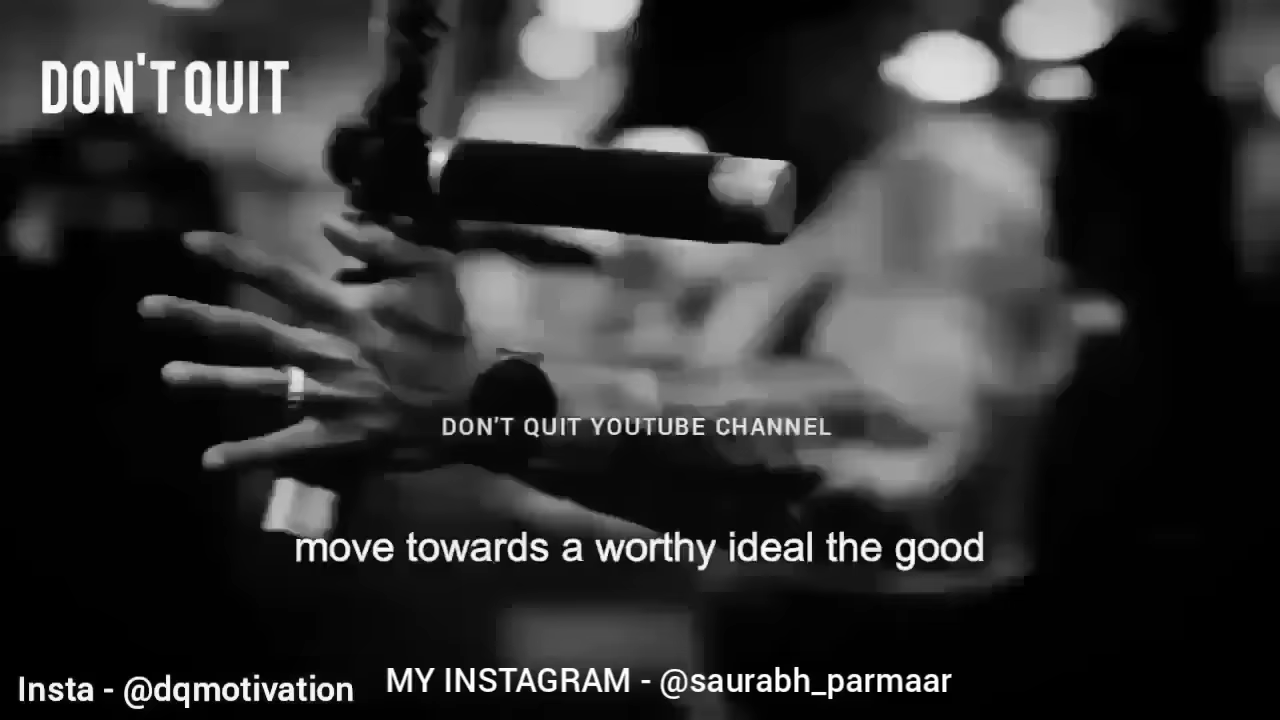 DON'T QUIT
DON'T QUIT YOUTUBE CHANNEL
move towards a worthy ideal the good
Insta - @dqmotivation
MY INSTAGRAM - @saurabh_parmaar